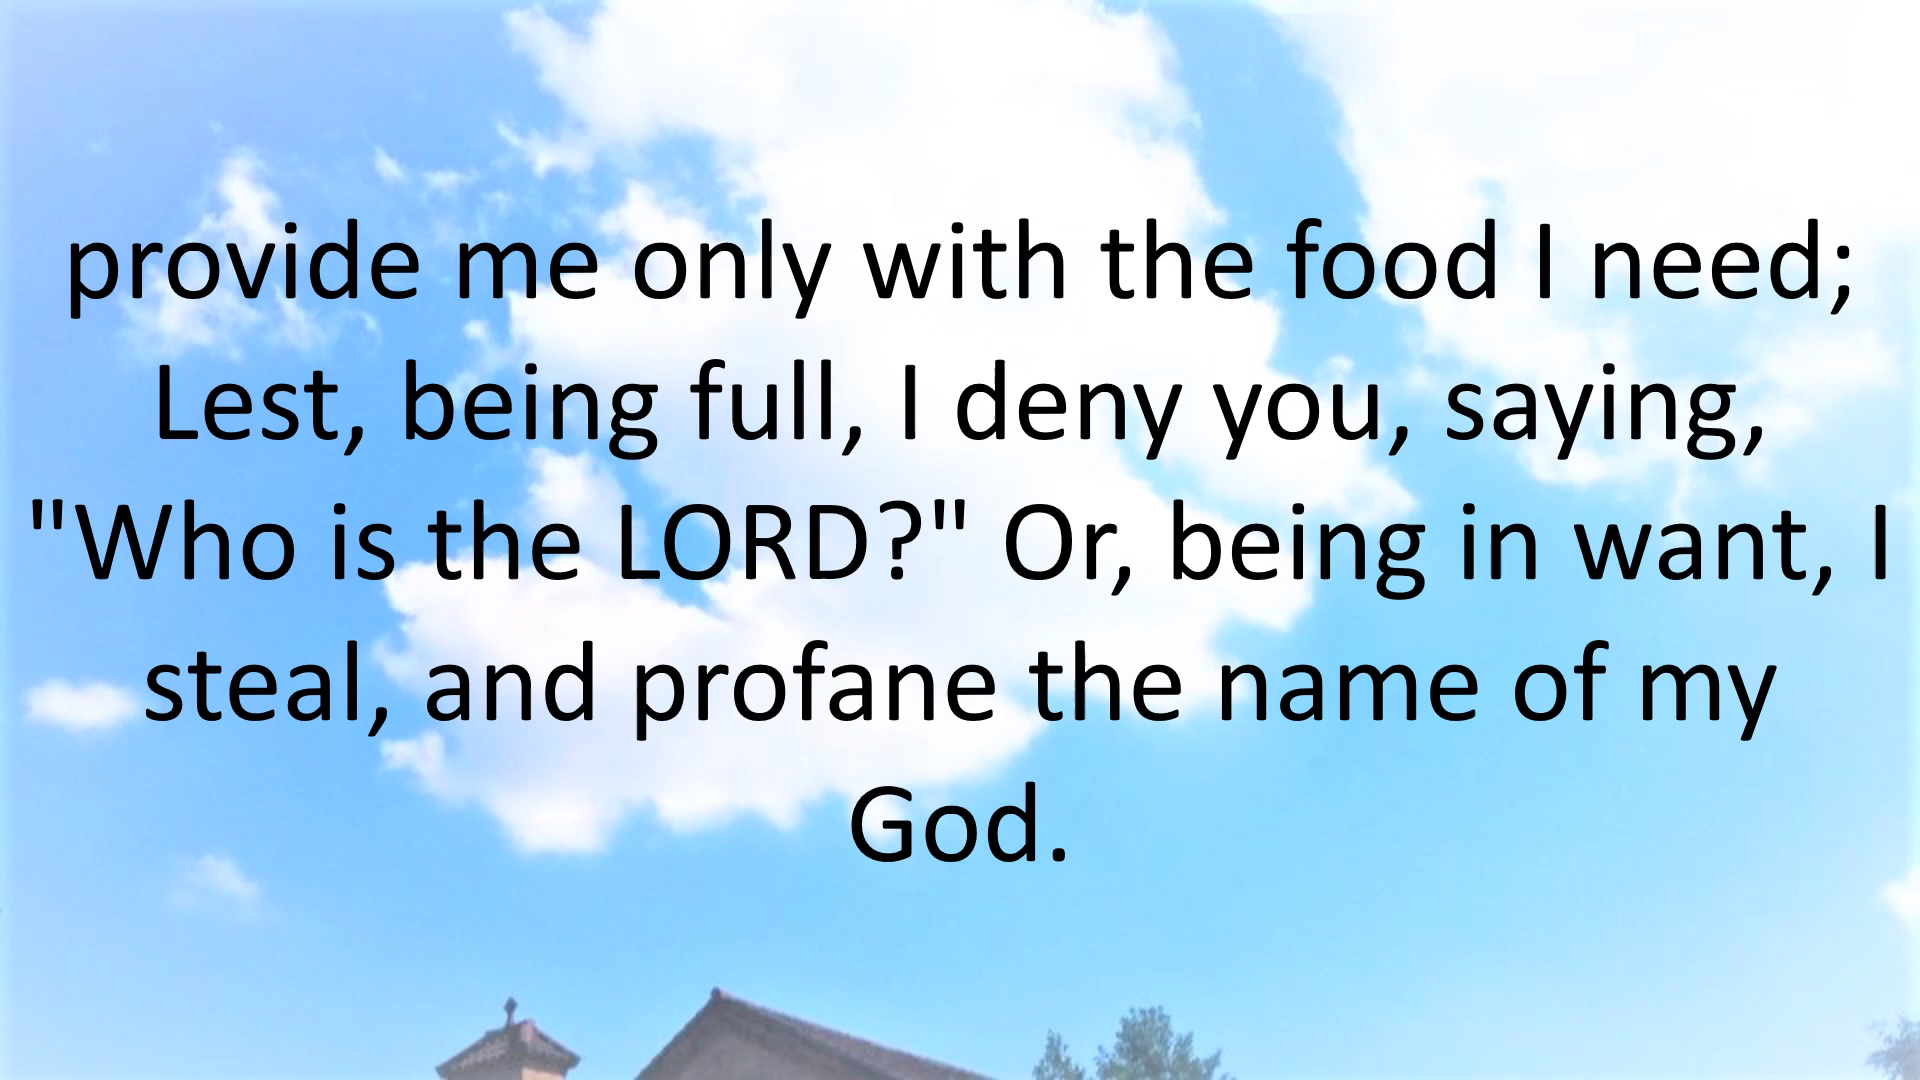 provide me only with the food I need;
Lest, being full, I deny you, saying,
"Who is the LORD?" Or, being in want, I
steal, and profane the name of my
God.